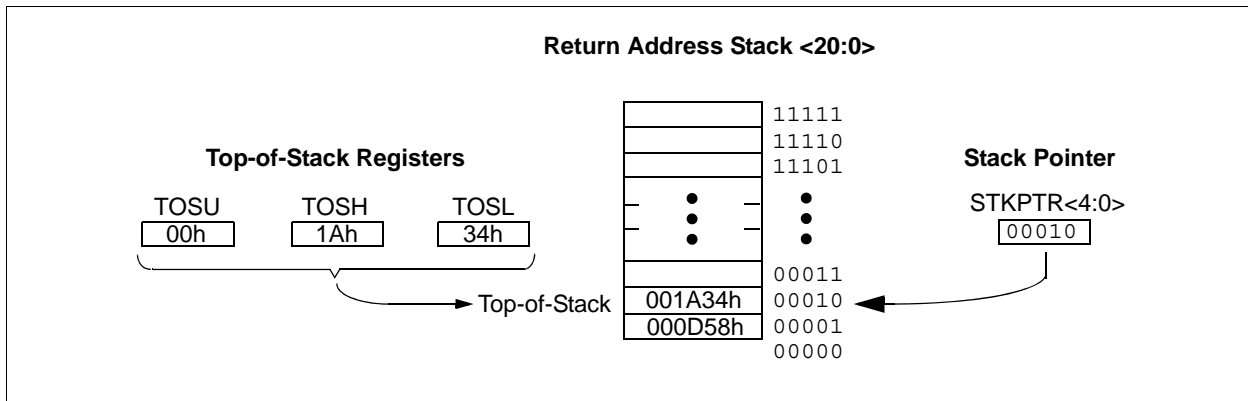 Return Address Stack <20:0>
Top-of-Stack Registers
TOSU TOSH TOSL
00h 1Ah 34h
Top-of-Stack
11111
11110
11101
00011
001A34h 00010
000D58h 00001
00000
Stack Pointer
STKPTR<4:0>
00010